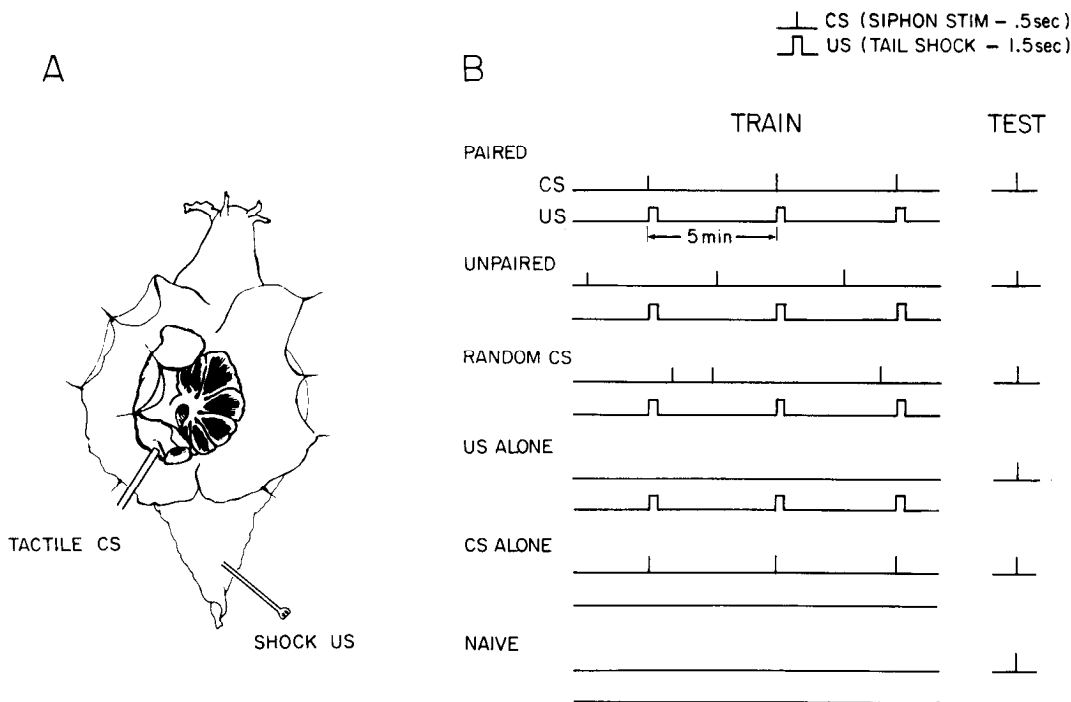 CS (SIPHON STIM - .5sec)
US (TAIL SHOCK - 1.5sec)
A
B
TRAIN
TEST
PAIRED
CS
US
5 min
UNPAIRED
RANDOM CS
US ALONE
CS ALONE
NAIVE
TACTILE CS
SHOCK US